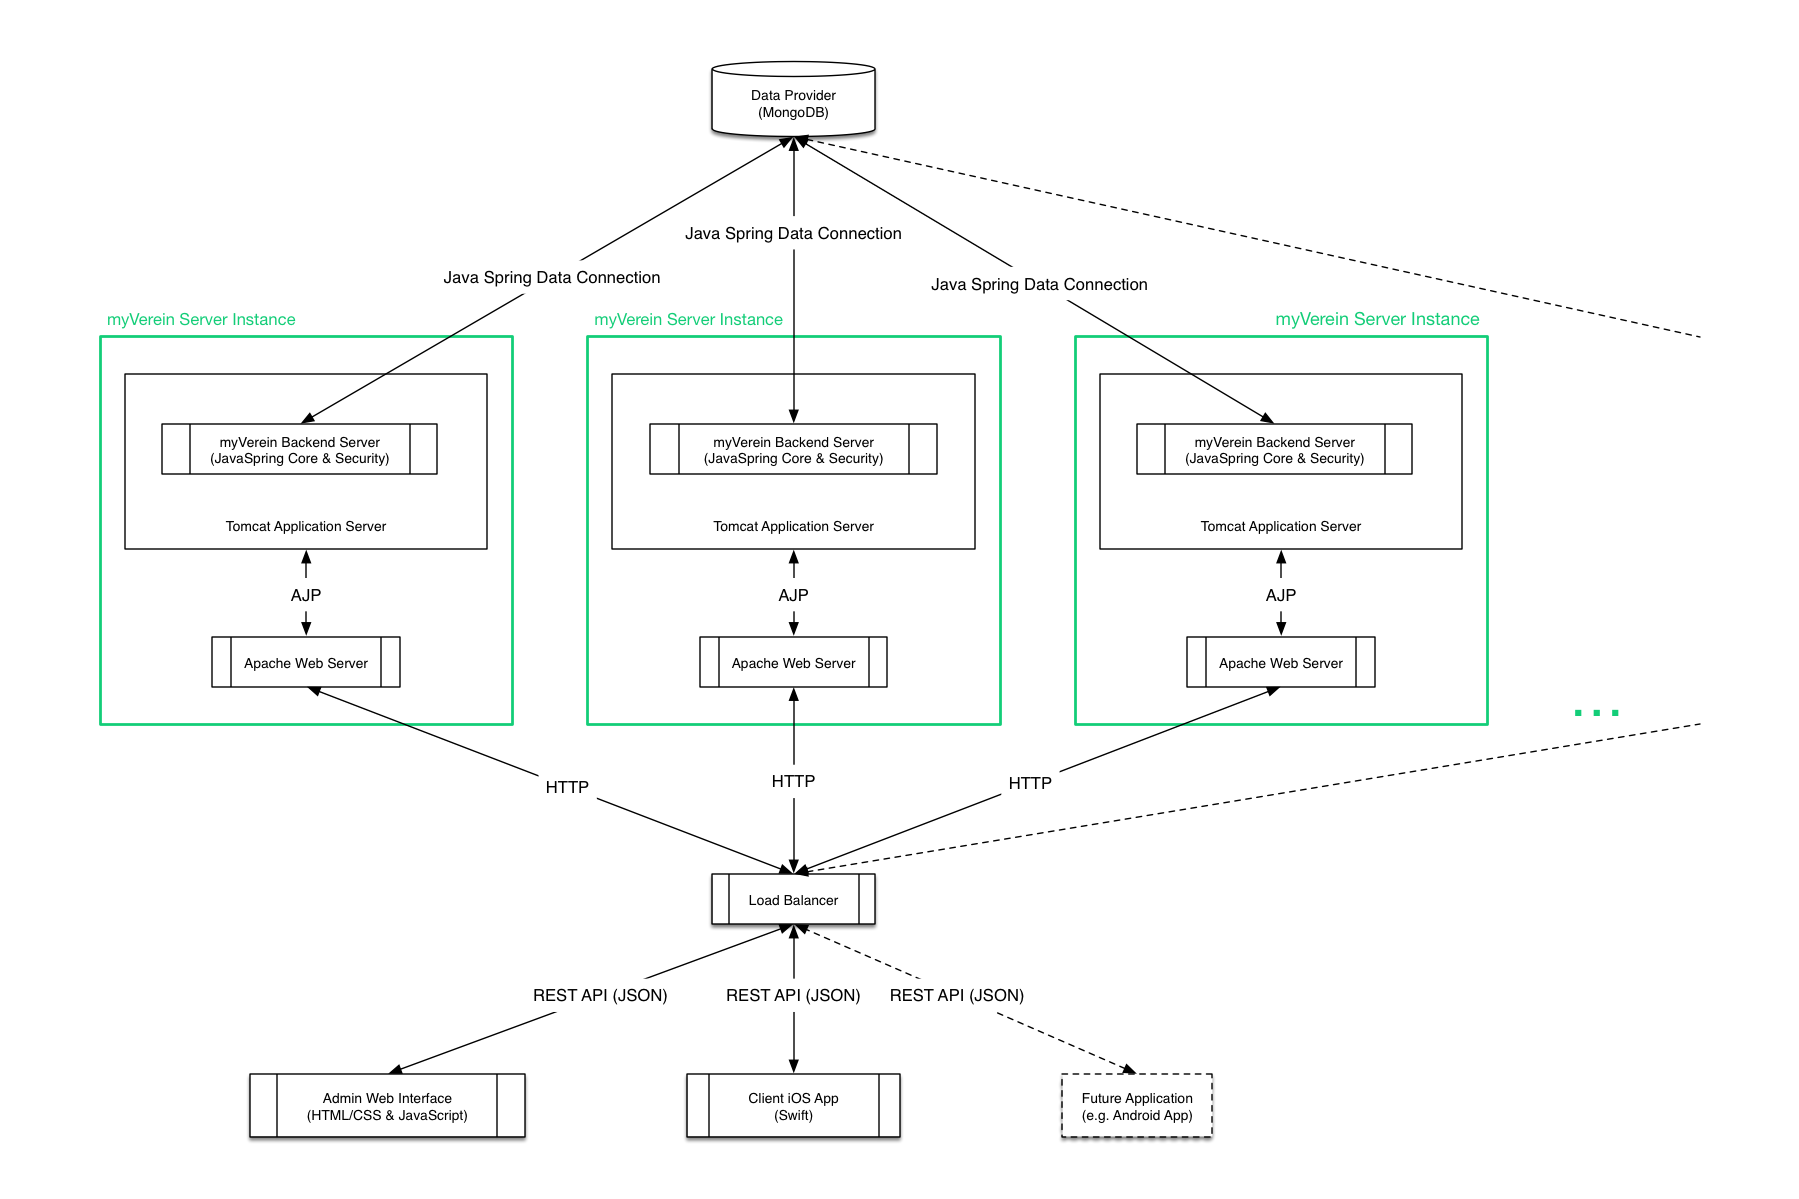 Data Provider
(MongoDB)
Java Spring Data Connection
Java Spring Data Connection
Java Spring Data Connection
myVerein Server Instance
myVerein Server Instance
myVerein Server Instance
myVerein Backend Server
(JavaSpring Core & Security)
myVerein Backend Server
(JavaSpring Core & Security)
myVerein Backend Server
(JavaSpring Core & Security)
Tomcat Application Server
Tomcat Application Server
Tomcat Application Server
AJP
AJP
AJP
Apache Web Server
Apache Web Server
Apache Web Server
...
HTTP
HTTP
HTTP
Load Balancer
REST API (JSON)
REST API (JSON)
REST API (JSON)
Admin Web Interface
(HTML/CSS & JavaScript)
Client iOS App
(Swift)
Future Application
(e.g. Android App)